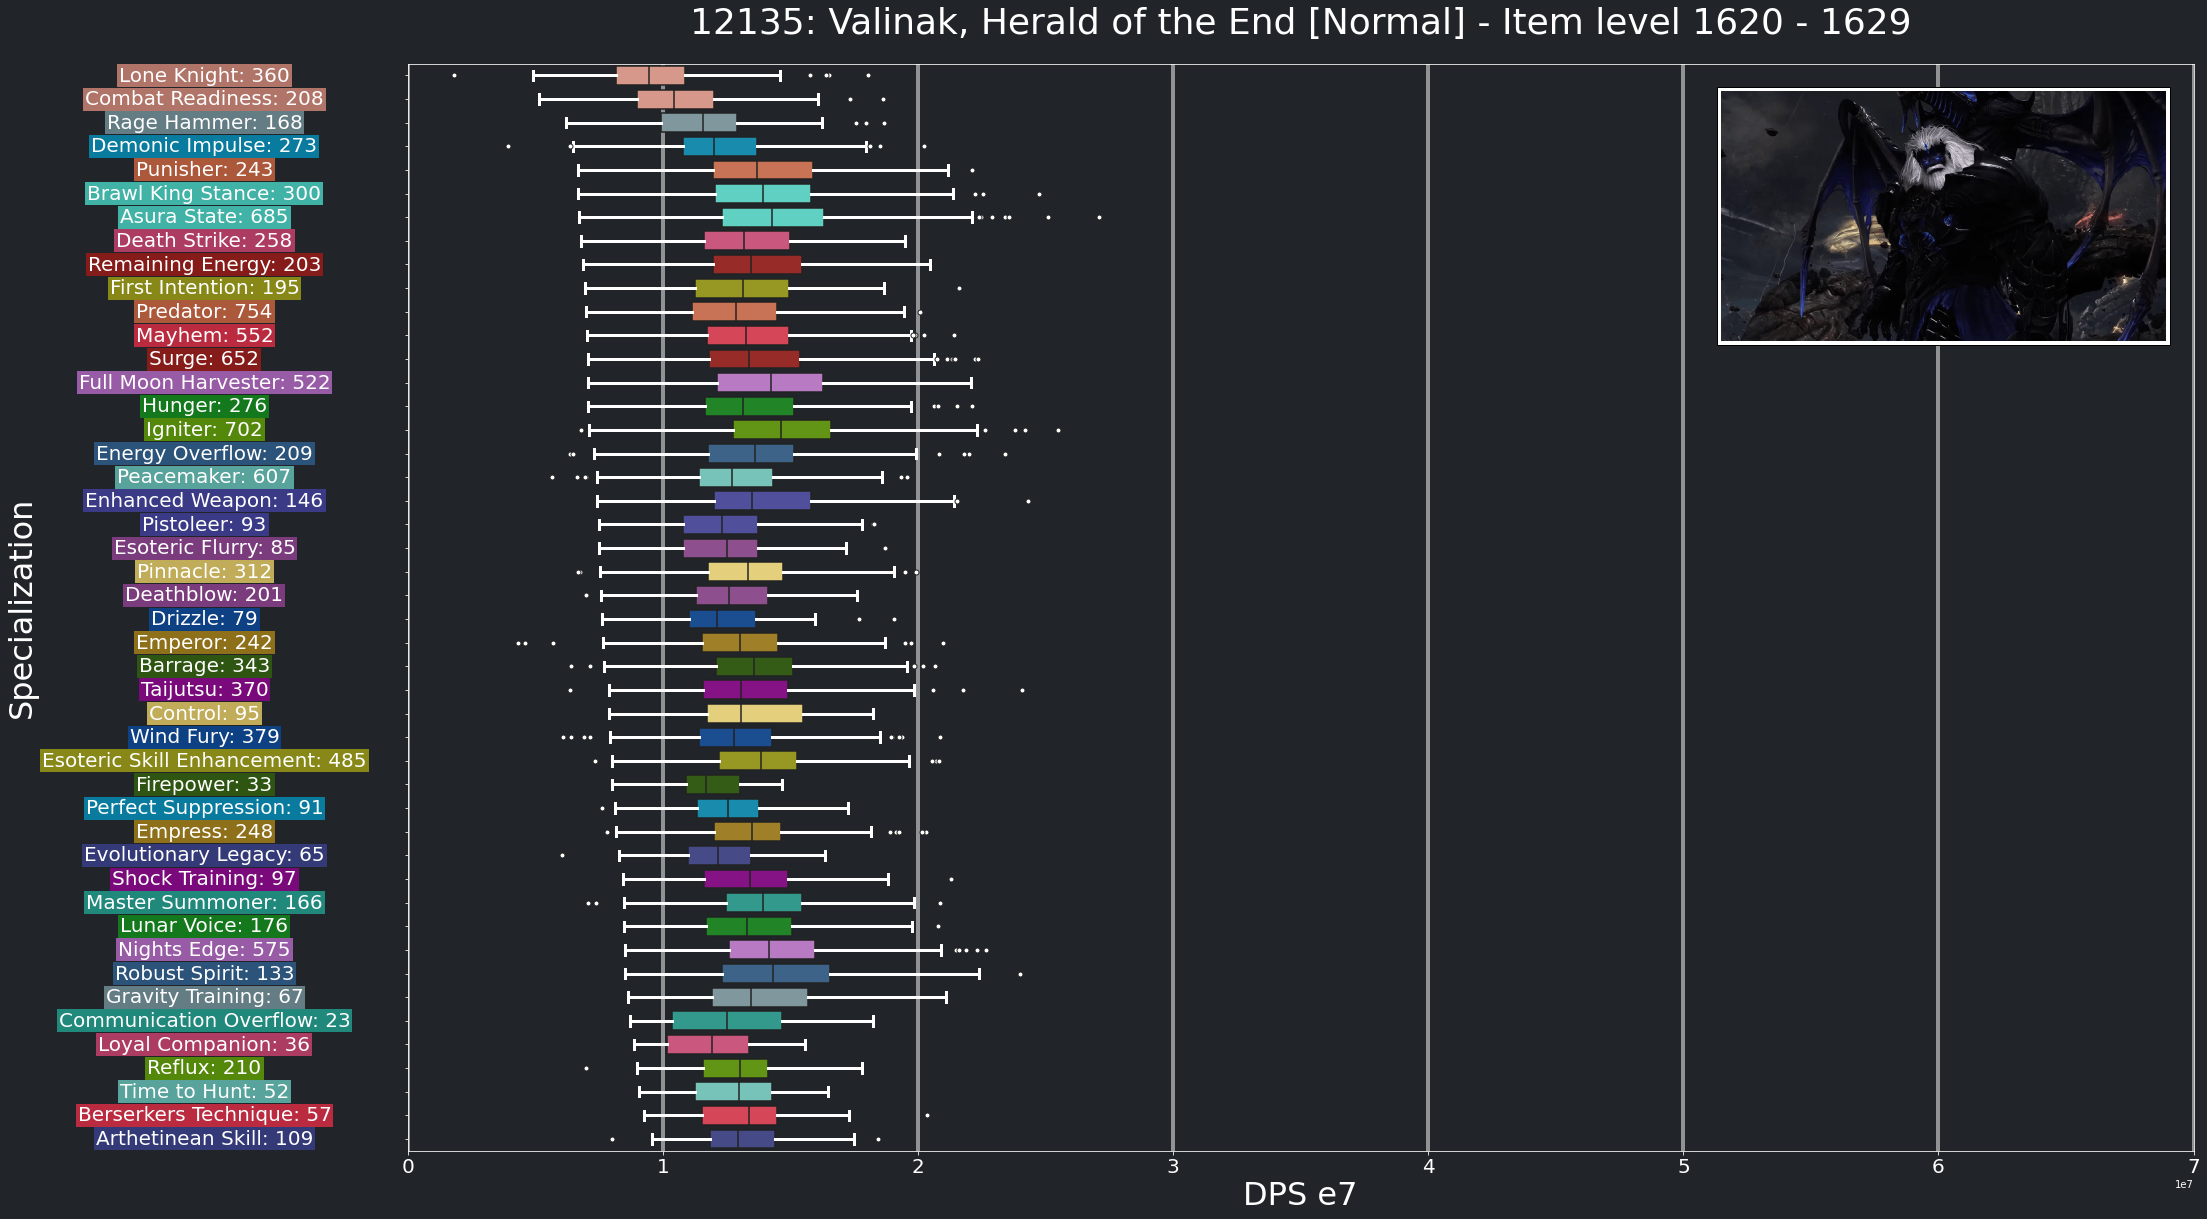 12135: Valinak, Herald of the End [Normal] - Item level 1620 - 1629
Lone Knight: 360
Combat Readiness: 208
Rage Hammer: 168
Demonic Impulse: 273
Punisher: 243
Brawl King Stance: 300
Asura State: 685
Death Strike: 258
Remaining Energy: 203
First Intention: 195
Predator: 754
Mayhem: 552
Surge: 652
Full Moon Harvester: 522
Hunger: 276
Igniter: 702
Energy Overflow: 209
Peacemaker: 607
Enhanced Weapon: 146
Pistoleer: 93
Esoteric Flurry: 85
Pinnacle: 312
Deathblow: 201
Drizzle: 79
Emperor: 242
Barrage: 343
Taijutsu: 370
Control: 95
Wind Fury: 379
Esoteric Skill Enhancement: 485
Firepower: 33
Perfect Suppression: 91
Empress: 248
Evolutionary Legacy: 65
Shock Training: 97
Master Summoner: 166
Lunar Voice: 176
Nights Edge: 575
Robust Spirit: 133
Gravity Training: 67
Communication Overflow: 23
Loyal Companion: 36
Reflux: 210
Time to Hunt: 52
Berserkers Technique: 57
Arthetinean Skill: 109
Specialization
0 1 2 3 4 5 6 7
1e7
DPS e7